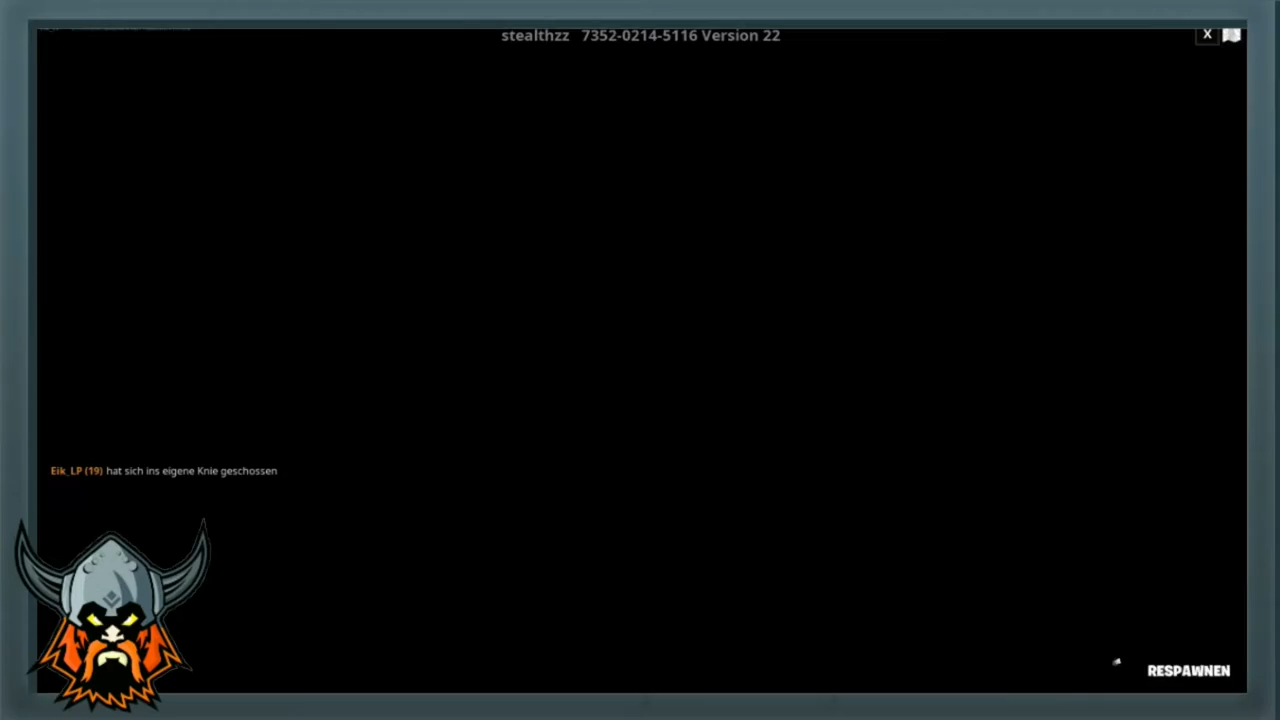 stealthzz 7352-0214-5116 Version 22
X
Eik_LP (19) hat sich ins eigene Knie geschossen
RESPAWNEN